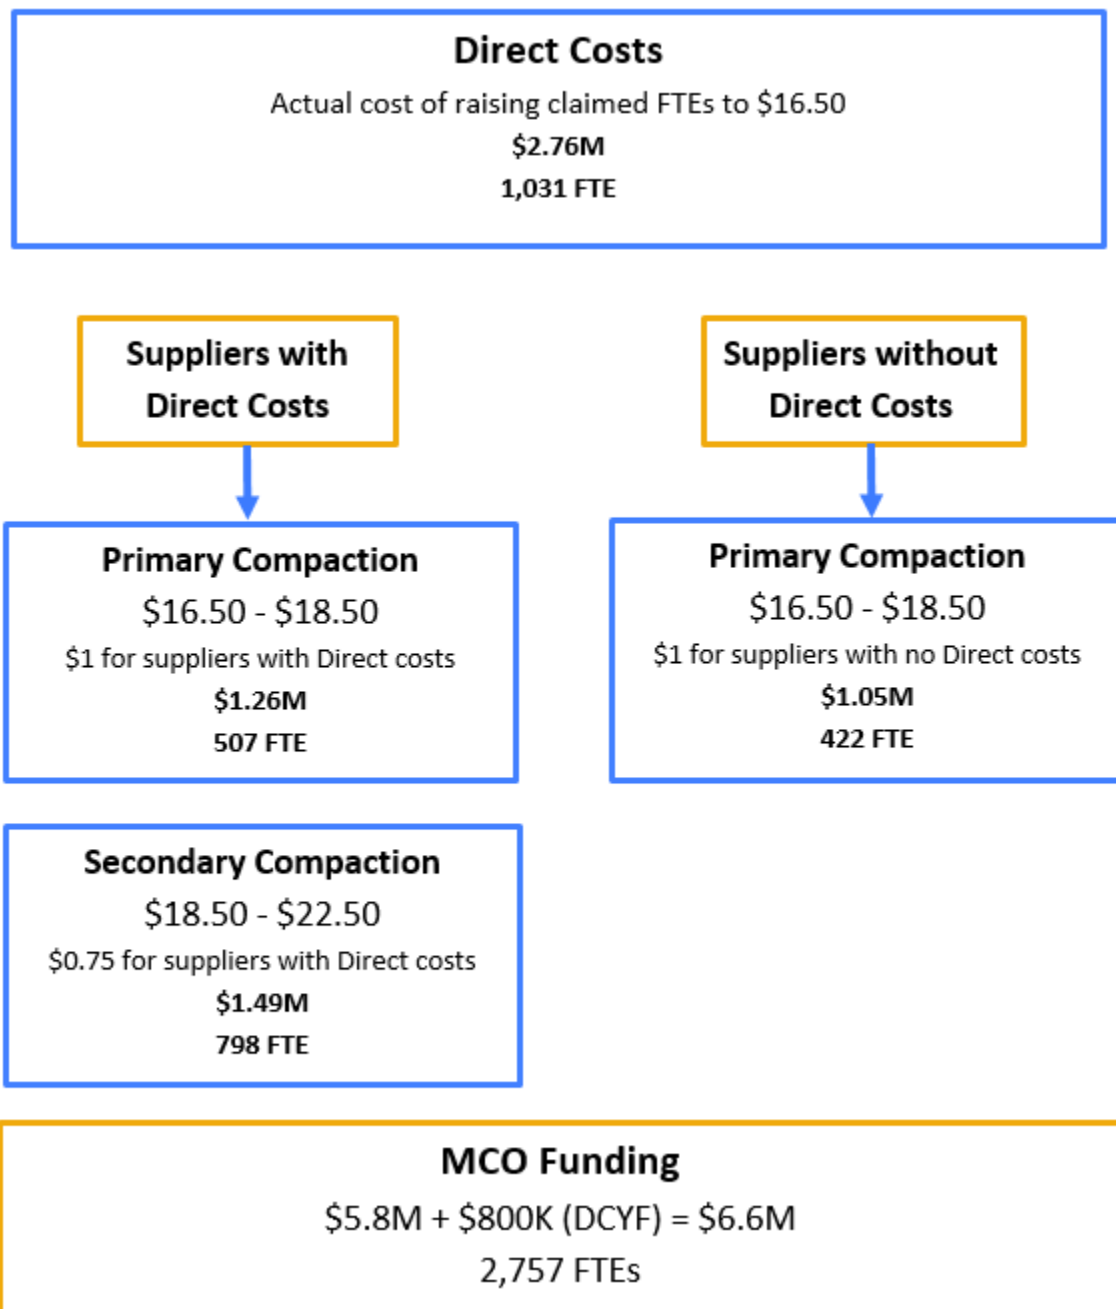 Direct Costs
Actual cost of raising claimed FTEs to $16.50
$2.76M
1,031 FTE
Suppliers with
Direct Costs
Suppliers without
Direct Costs
Primary Compaction
$16.50 - $18.50
$1 for suppliers with Direct costs
$1.26M
507 FTE
Primary Compaction
$16.50 - $18.50
$1 for suppliers with no Direct costs
$1.05M
422 FTE
Secondary Compaction
$18.50 - $22.50
$0.75 for suppliers with Direct costs
$1.49M
798 FTE
MCO Funding
$5.8M + $800K (DCYF) = $6.6M
2,757 FTEs